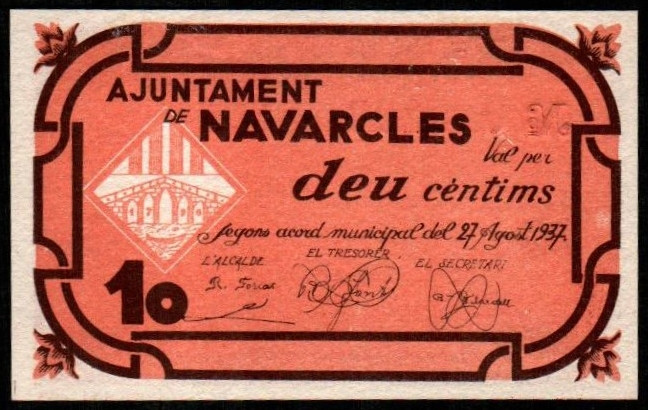 AJUNTAMENT
DE NAVARCLES
Val per
deu cèntims
segons acord municipal del 27 Agost 1937.
L'ALCALDE
EL TRESORER
EL SECRETARI
10